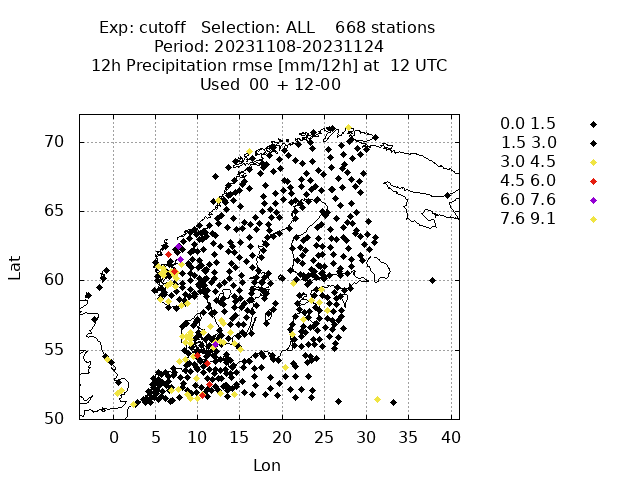 Exp: cutoff Selection: ALL 668 stations
Period: 20231108-20231124
12h Precipitation rmse [mm/12h] at 12 UTC
Used 00 + 12-00
0.0 1.5
1.5 3.0
3.0 4.5
4.5 6.0
6.0 7.6
7.6 9.1
70
65
60
55
50
Lat
0 5 10 15 20 25 30 35 40
Lon